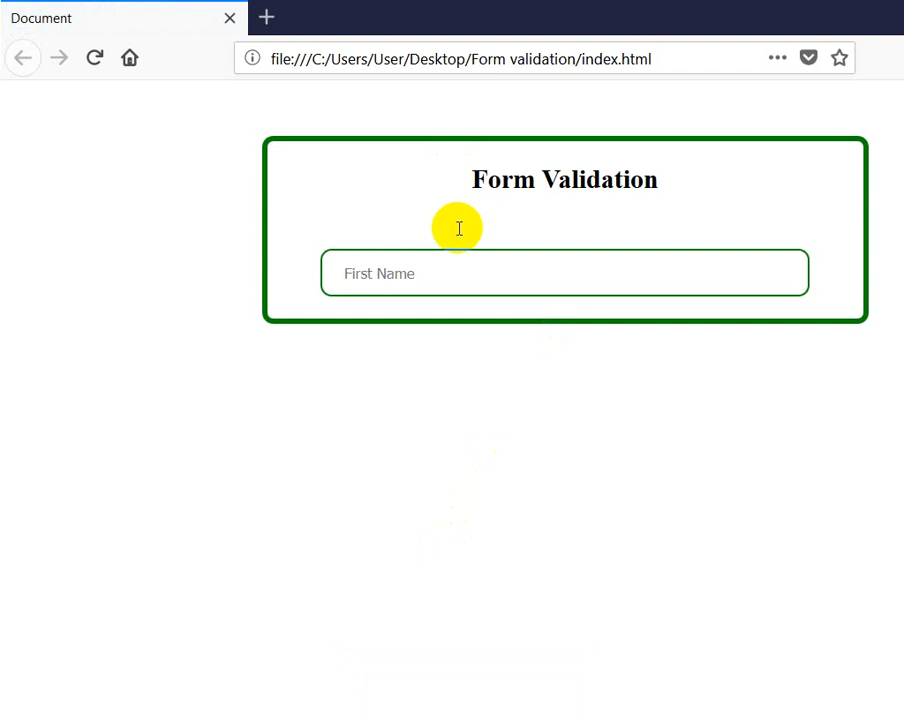 Document
file:///C:/Users/User/Desktop/Form validation/index.html
Form Validation
First Name